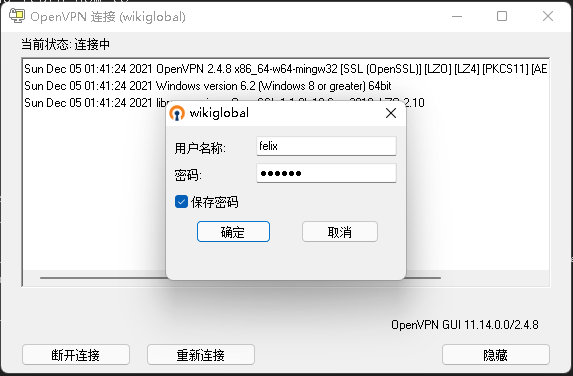 OpenVPN 连接 (wikiglobal)
当前状态: 连接中
Sun Dec 05 01:41:24 2021 OpenVPN 2.4.8 x86_64-w64-mingw32 [SSL (OpenSSL)] [LZO] [LZ4] [PKCS11] [AE
Sun Dec 05 01:41:24 2021 Windows version 6.2 (Windows 8 or greater) 64bit
Sun Dec 05 01:41:24 2021 2.10
wikiglobal
用户名称: felix
密码: ●●●●●●
保存密码
确定 取消
OpenVPN GUI 11.14.0.0/2.4.8
断开连接 重新连接 隐藏